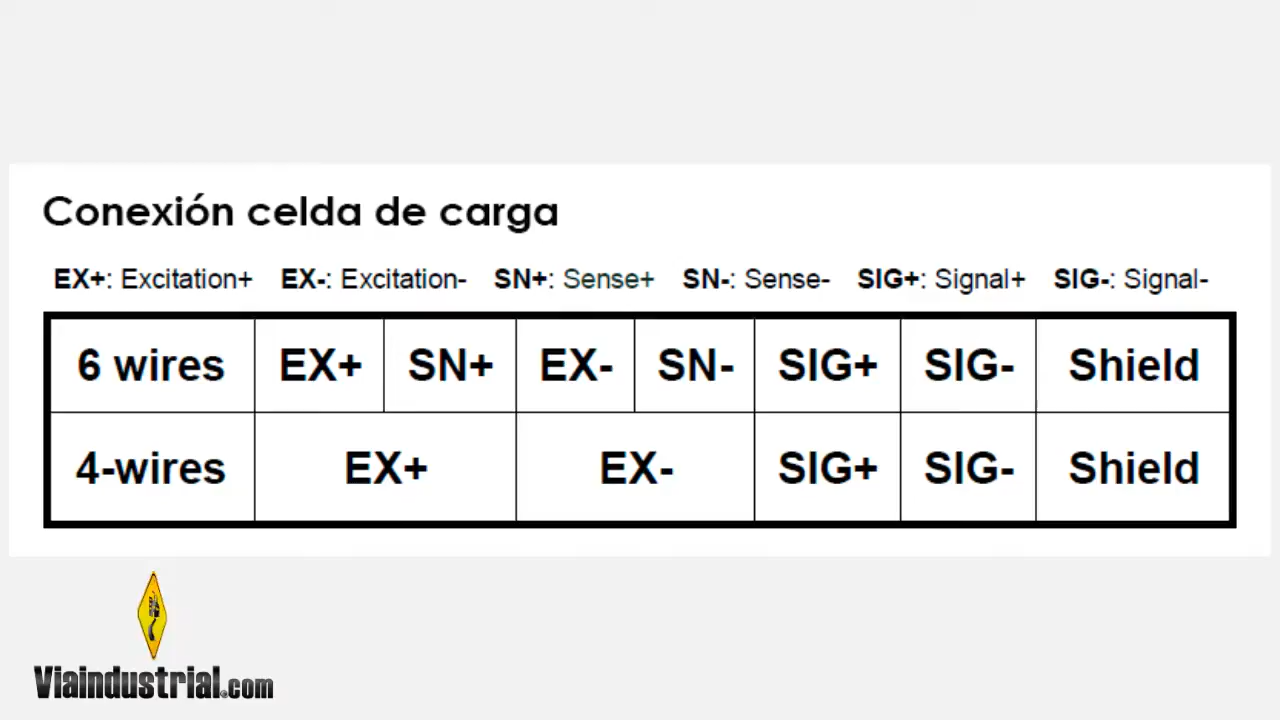 Conexión celda de carga
EX+: Excitation+ EX-: Excitation- SN+: Sense+ SN-: Sense- SIG+: Signal+ SIG-: Signal-
6 wires EX+ SN+ EX- SN- SIG+ SIG- Shield
4-wires EX+ EX- SIG+ SIG- Shield
Viaindustrial.com